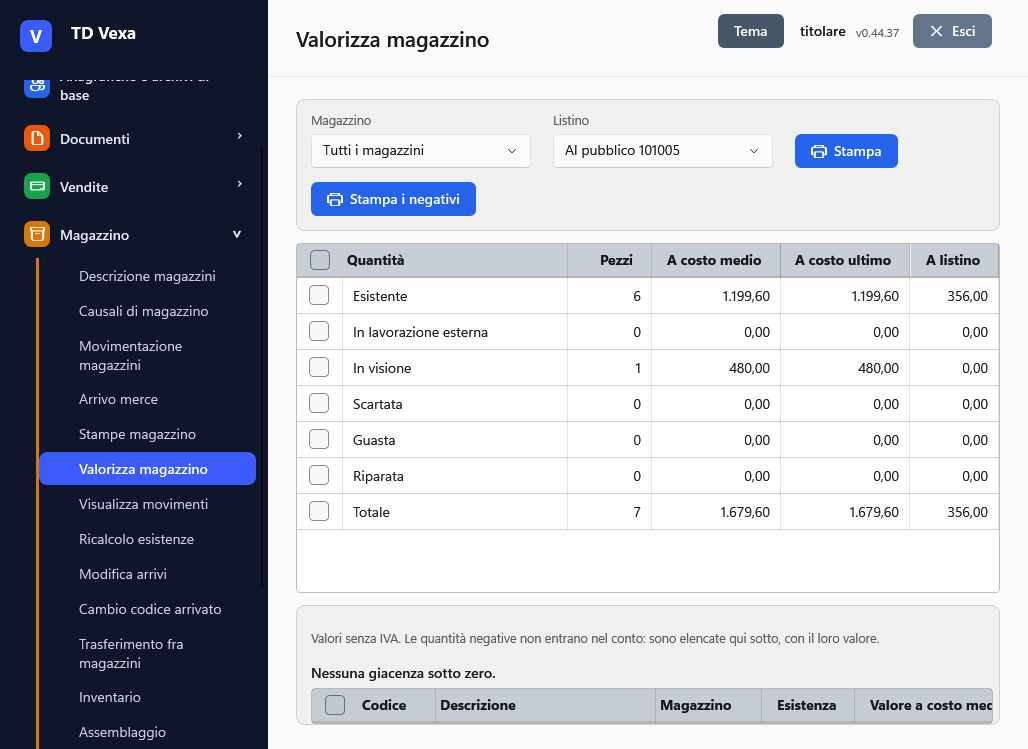 V TD Vexa
base
Documenti
Vendite
Magazzino
Descrizione magazzini
Causali di magazzino
Movimentazione
magazzini
Arrivo merce
Stampe magazzino
Valorizza magazzino
Visualizza movimenti
Ricalcolo esistenze
Modifica arrivi
Cambio codice arrivato
Trasferimento fra
magazzini
Inventario
Assemblaggio
Valorizza magazzino
Tema titolare v0.44.37 Esci
Magazzino Listino
Tutti i magazzini Al pubblico 101005 Stampa
Stampa i negativi
Quantità Pezzi A costo medio A costo ultimo A listino
Esistente 6 1.199,60 1.199,60 356,00
In lavorazione esterna 0 0,00 0,00 0,00
In visione 1 480,00 480,00 0,00
Scartata 0 0,00 0,00 0,00
Guasta 0 0,00 0,00 0,00
Riparata 0 0,00 0,00 0,00
Totale 7 1.679,60 1.679,60 356,00
Valori senza IVA. Le quantità negative non entrano nel conto: sono elencate qui sotto, con il loro valore.
Nessuna giacenza sotto zero.
Codice Descrizione Magazzino Esistenza Valore a costo med